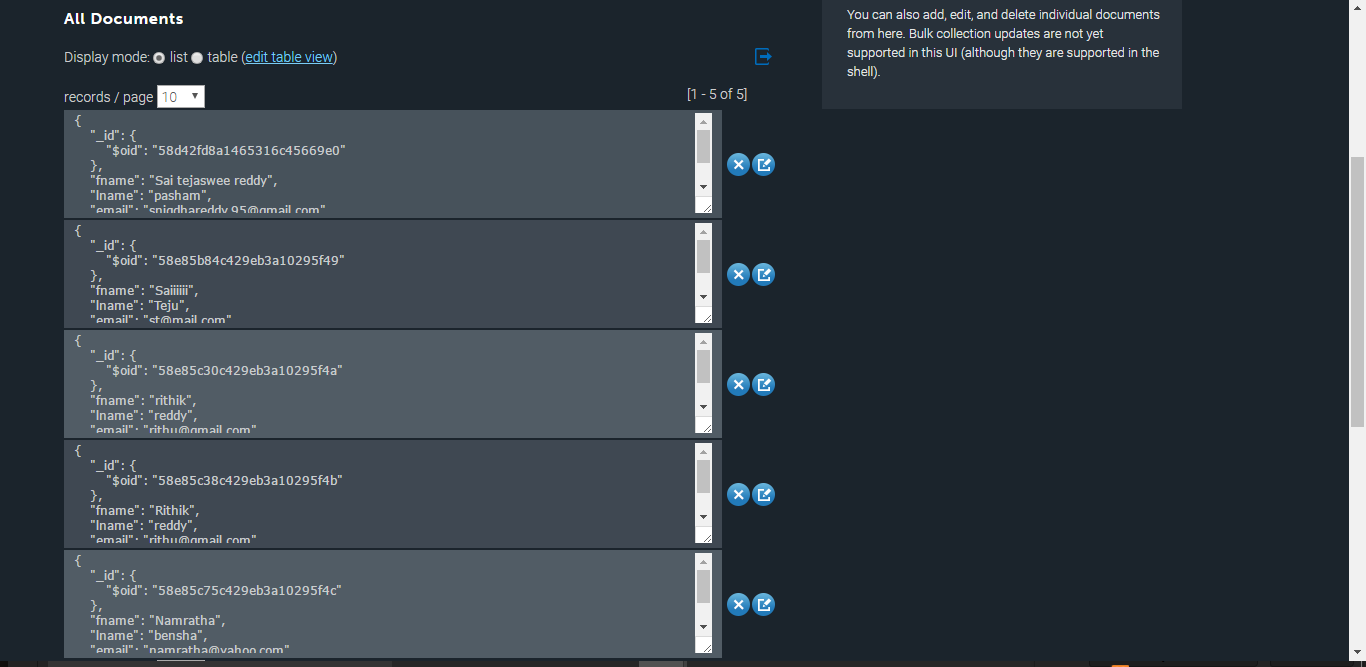 All Documents
Display mode: list table (edit table view)
records / page 10
[1 - 5 of 5]
{
"_id": {
"$oid": "58d42fd8a1465316c45669e0"
},
"fname": "Sai tejaswee reddy",
"lname": "pasham",
"email": "snigdhareddy.95@gmail.com"
{
"_id": {
"$oid": "58e85b84c429eb3a10295f49"
},
"fname": "Saiiiiii",
"lname": "Teju",
"email": "st@mail.com"
{
"_id": {
"$oid": "58e85c30c429eb3a10295f4a"
},
"fname": "rithik",
"lname": "reddy",
"email": "rithu@gmail.com"
{
"_id": {
"$oid": "58e85c38c429eb3a10295f4b"
},
"fname": "Rithik",
"lname": "reddy",
"email": "rithu@gmail.com"
{
"_id": {
"$oid": "58e85c75c429eb3a10295f4c"
},
"fname": "Namratha",
"lname": "bensha",
"email": "namratha@yahoo.com"
You can also add, edit, and delete individual documents
from here. Bulk collection updates are not yet
supported in this UI (although they are supported in the
shell).